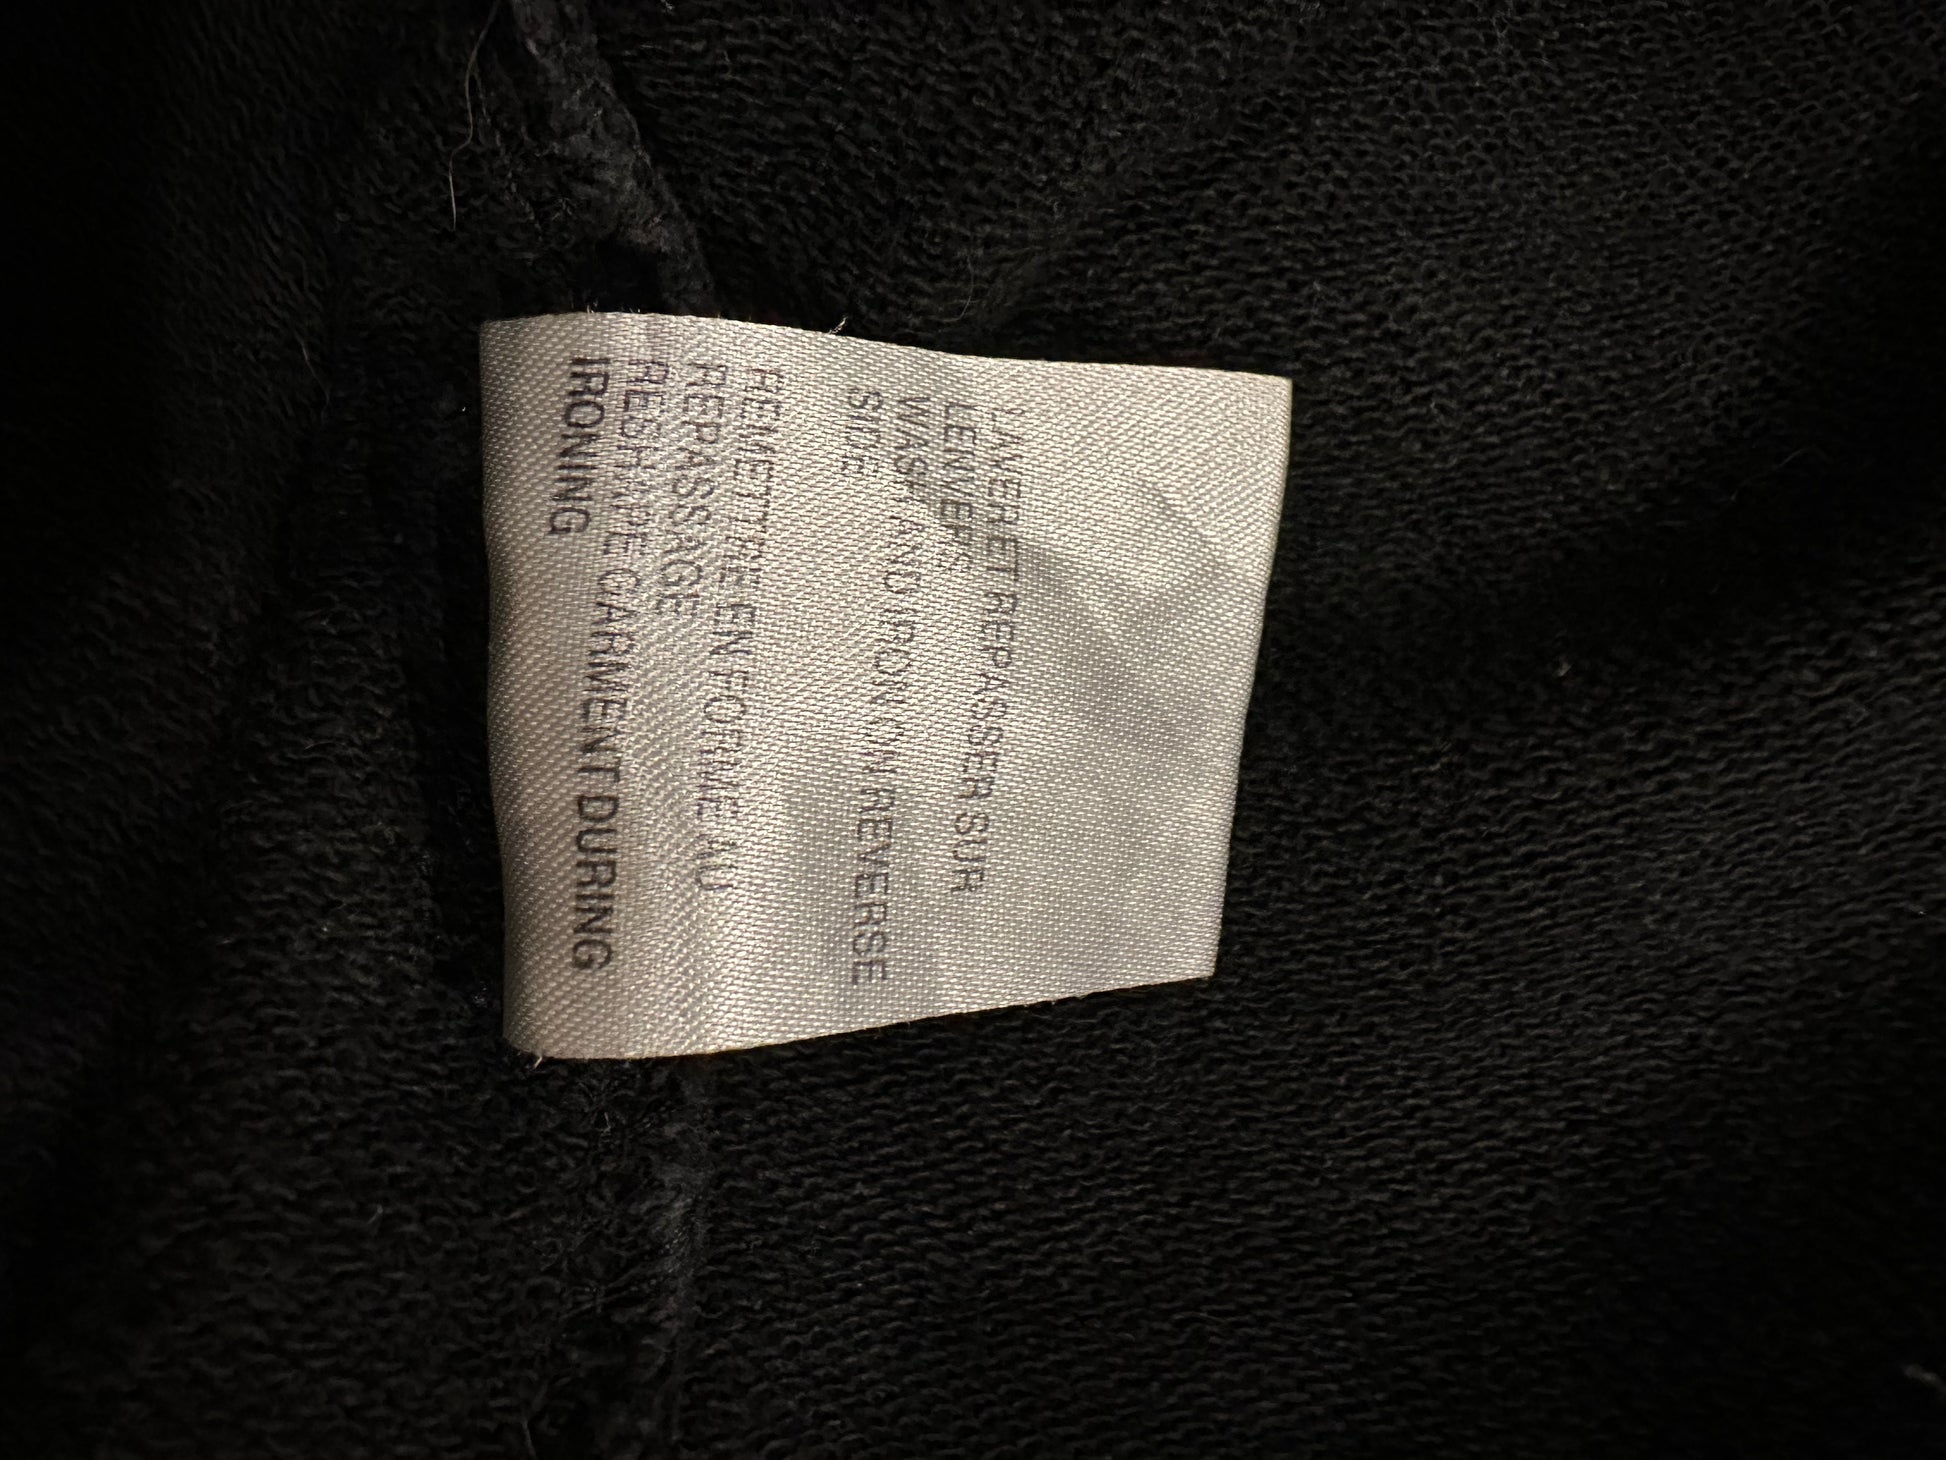 LAVER ET REPASSER SUR
L'ENVERS
WASH AND IRON ON REVERSE
SIDE
REMETTRE EN FORME AU
REPASSAGE
RESHAPE GARMENT DURING
IRONING